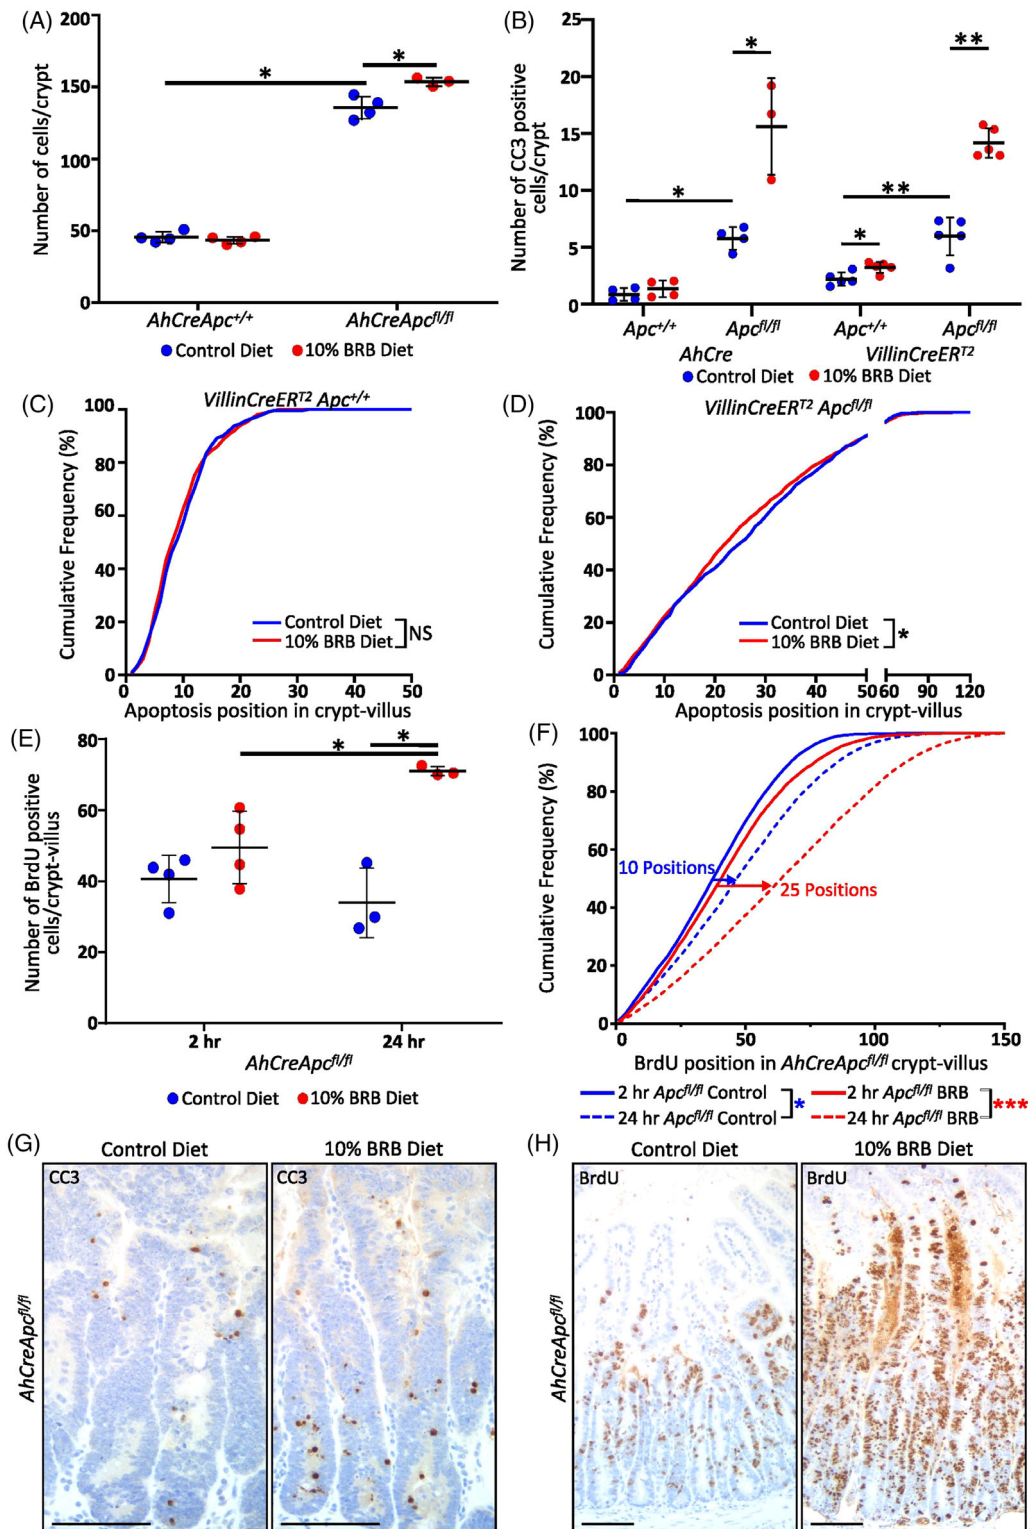 (A)
200
150
100
50
0
Number of cells/crypt
*
*
AhCreApc+/+
AhCreApcfl/fl
Control Diet
10% BRB Diet
(B)
25
20
15
10
5
0
Number of CC3 positive
cells/crypt
*
*
*
**
**
Apc+/+
Apcfl/fl
Apc+/+
Apcfl/fl
AhCre
VillinCreERT2
Control Diet
10% BRB Diet
(C)
VillinCreERT2 Apc+/+
100
80
60
40
20
0
Cumulative Frequency (%)
Control Diet
10% BRB Diet
NS
0 10 20 30 40 50
Apoptosis position in crypt-villus
(D)
VillinCreERT2 Apcfl/fl
100
80
60
40
20
0
Cumulative Frequency (%)
Control Diet
10% BRB Diet
*
0 10 20 30 40 50 60 90 120
Apoptosis position in crypt-villus
(E)
80
60
40
20
0
Number of BrdU positive
cells/crypt-villus
*
*
2 hr
24 hr
AhCreApcfl/fl
Control Diet
10% BRB Diet
(F)
100
80
60
40
20
0
Cumulative Frequency (%)
10 Positions
25 Positions
0 50 100 150
BrdU position in AhCreApcfl/fl crypt-villus
2 hr Apcfl/fl Control
24 hr Apcfl/fl Control
*
2 hr Apcfl/fl BRB
24 hr Apcfl/fl BRB
***
(G)
Control Diet
10% BRB Diet
CC3
CC3
AhCreApcfl/fl
(H)
Control Diet
10% BRB Diet
BrdU
BrdU
AhCreApcfl/fl